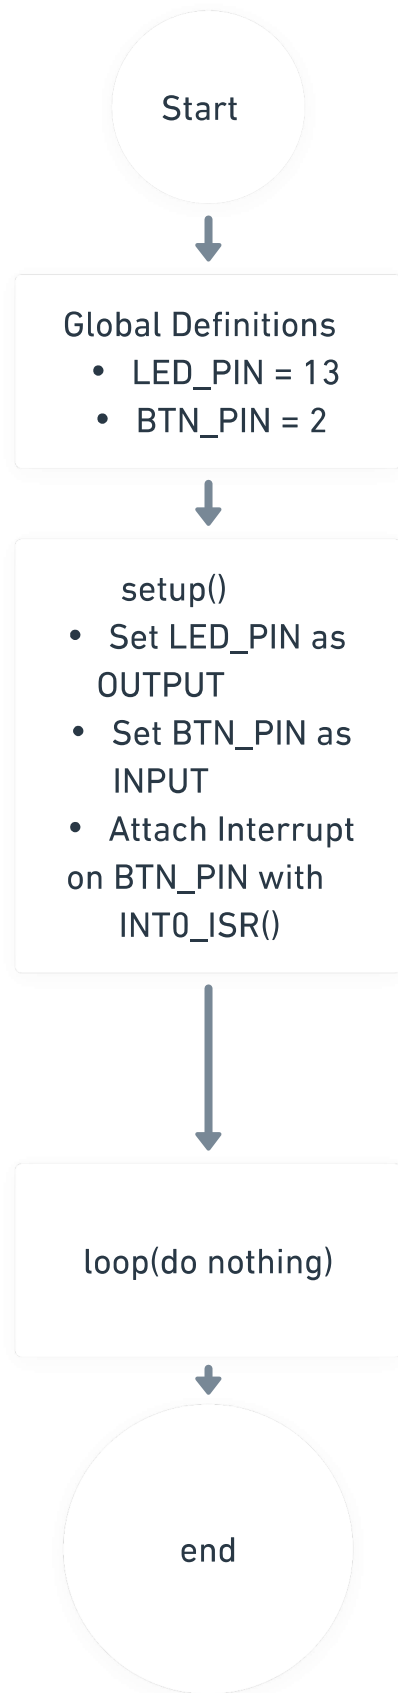 Start
Global Definitions
• LED_PIN = 13
• BTN_PIN = 2
setup()
• Set LED_PIN as
OUTPUT
• Set BTN_PIN as
INPUT
• Attach Interrupt
on BTN_PIN with
INT0_ISR()
loop(do nothing)
end